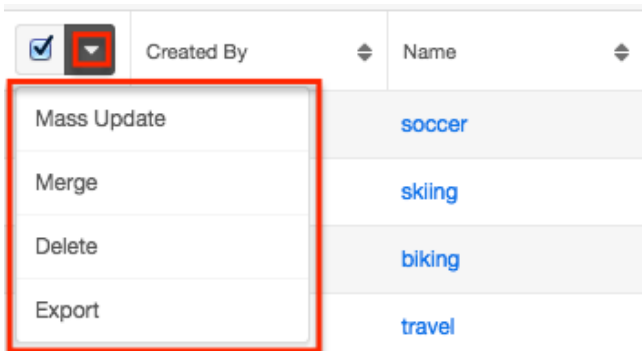 Created By Name
Mass Update soccer
Merge skiing
Delete biking
Export travel